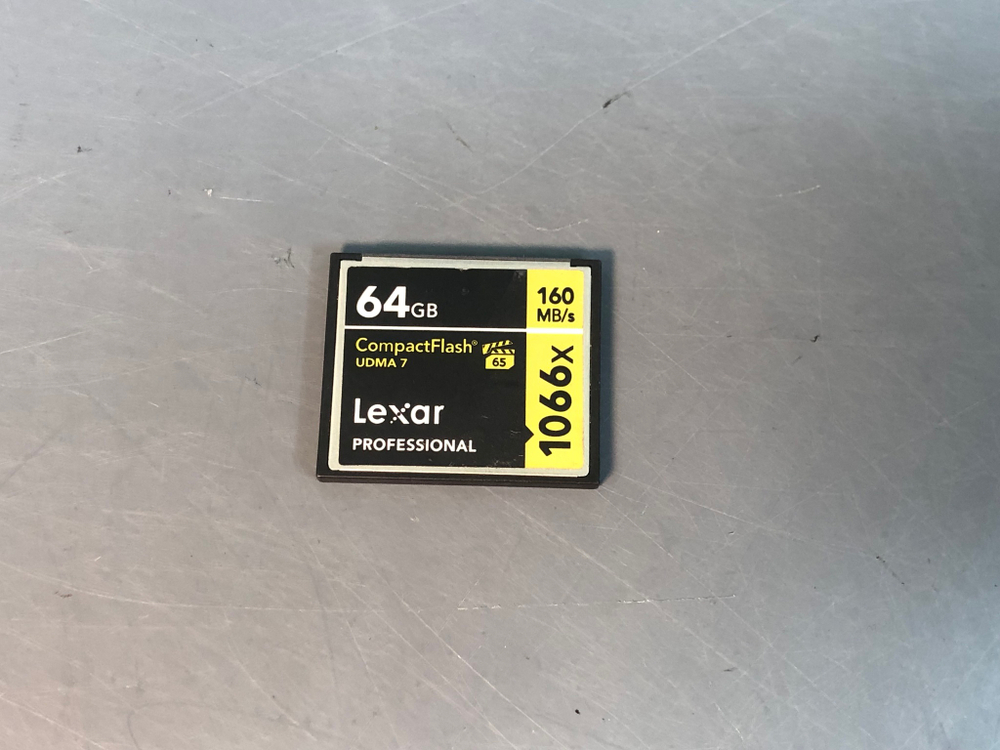 64GB
160
MB/s
CompactFlash®
UDMA 7
65
1066x
Lexar
PROFESSIONAL